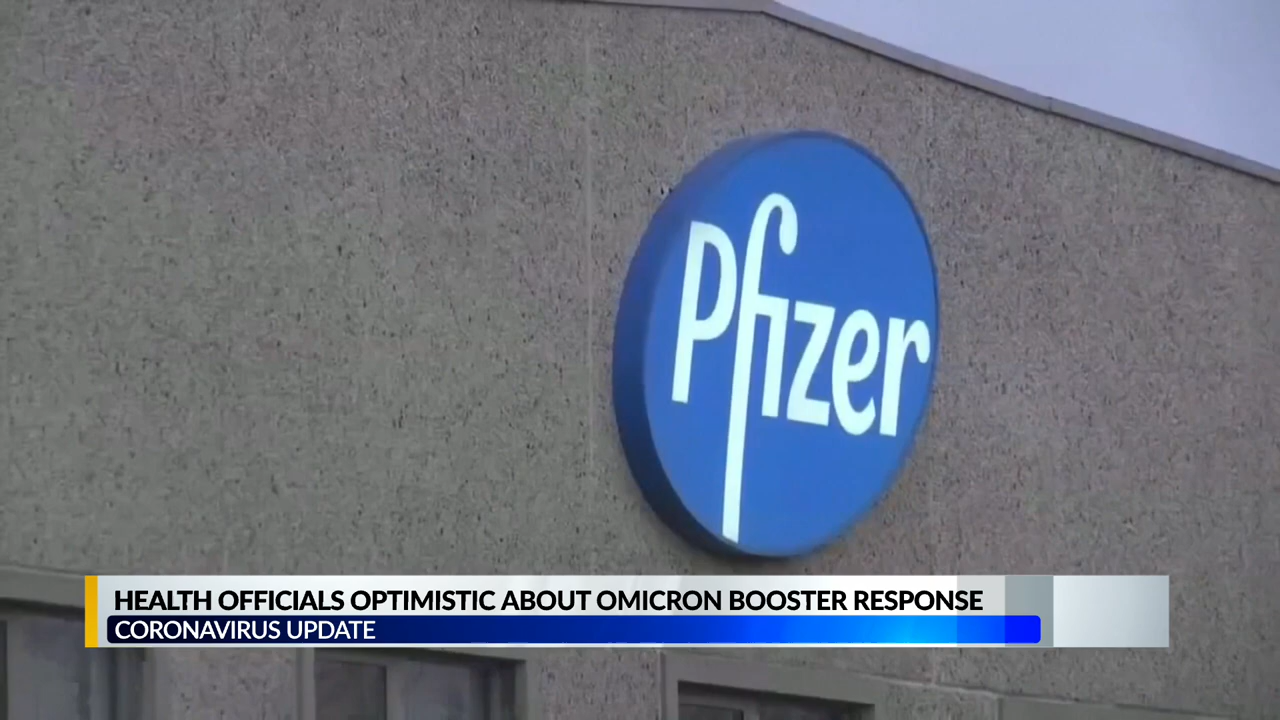 Pfizer
HEALTH OFFICIALS OPTIMISTIC ABOUT OMICRON BOOSTER RESPONSE
CORONAVIRUS UPDATE